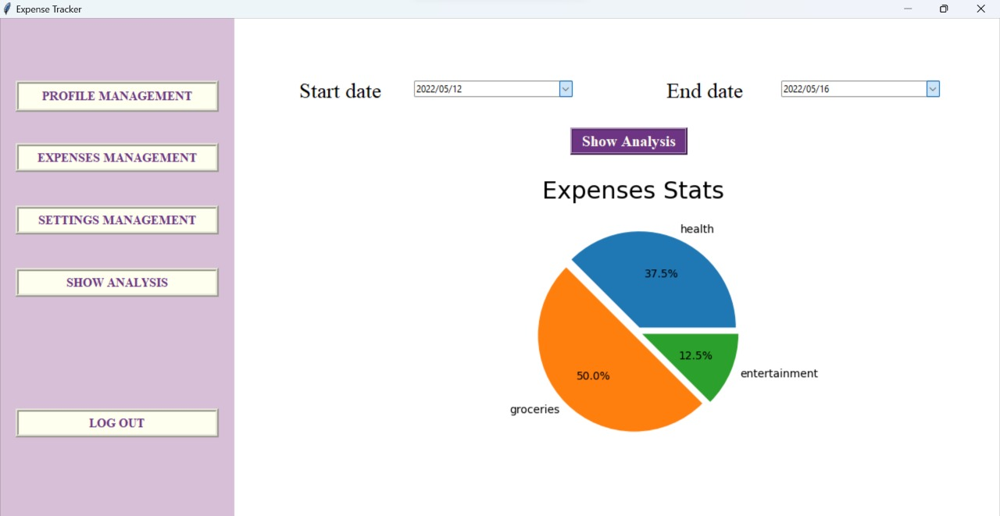 Expense Tracker
PROFILE MANAGEMENT
EXPENSES MANAGEMENT
SETTINGS MANAGEMENT
SHOW ANALYSIS
LOG OUT
Start date 2022/05/12 End date 2022/05/16
Show Analysis
Expenses Stats
health
37.5%
12.5%
entertainment
50.0%
groceries